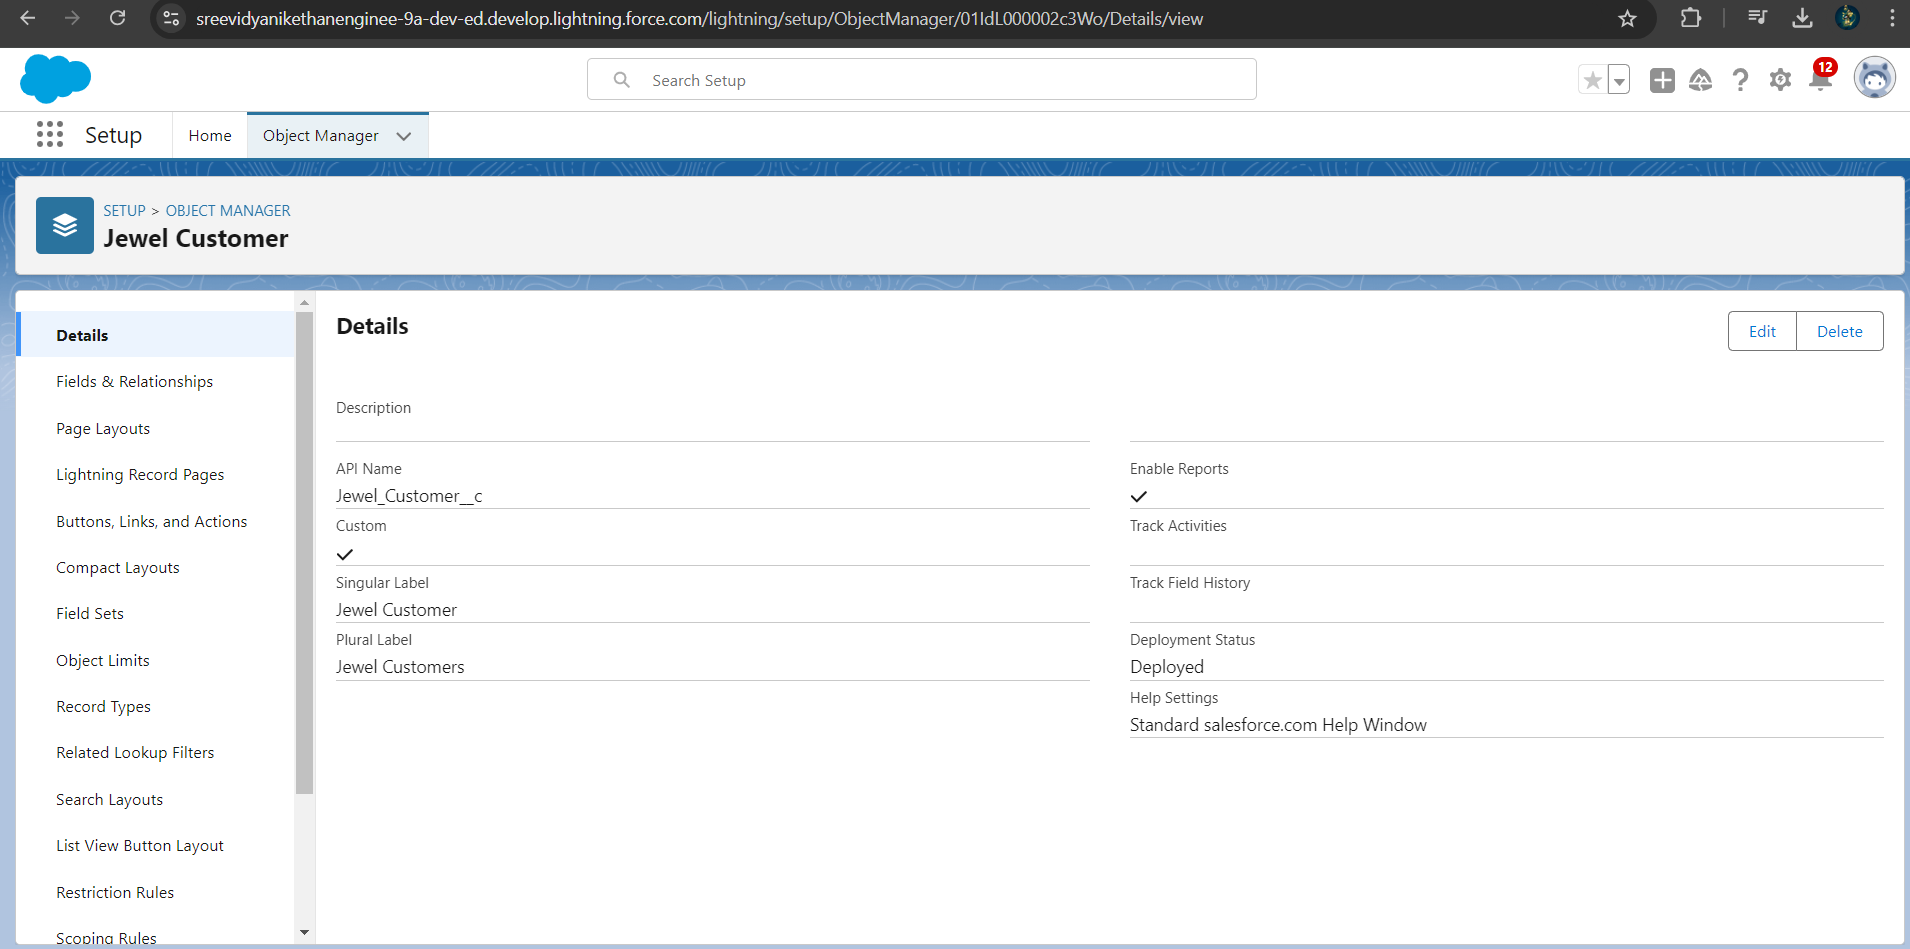 sreevidyanikethanenginee-9a-dev-ed.develop.lightning.force.com/lightning/setup/ObjectManager/01IdL000002c3Wo/Details/view
Search Setup
12
Setup
Home
Object Manager
SETUP > OBJECT MANAGER
Jewel Customer
Details
Fields & Relationships
Page Layouts
Lightning Record Pages
Buttons, Links, and Actions
Compact Layouts
Field Sets
Object Limits
Record Types
Related Lookup Filters
Search Layouts
List View Button Layout
Restriction Rules
Scoping Rules
Details
Edit
Delete
Description
API Name
Jewel_Customer__c
Custom
Singular Label
Jewel Customer
Plural Label
Jewel Customers
Enable Reports
Track Activities
Track Field History
Deployment Status
Deployed
Help Settings
Standard salesforce.com Help Window